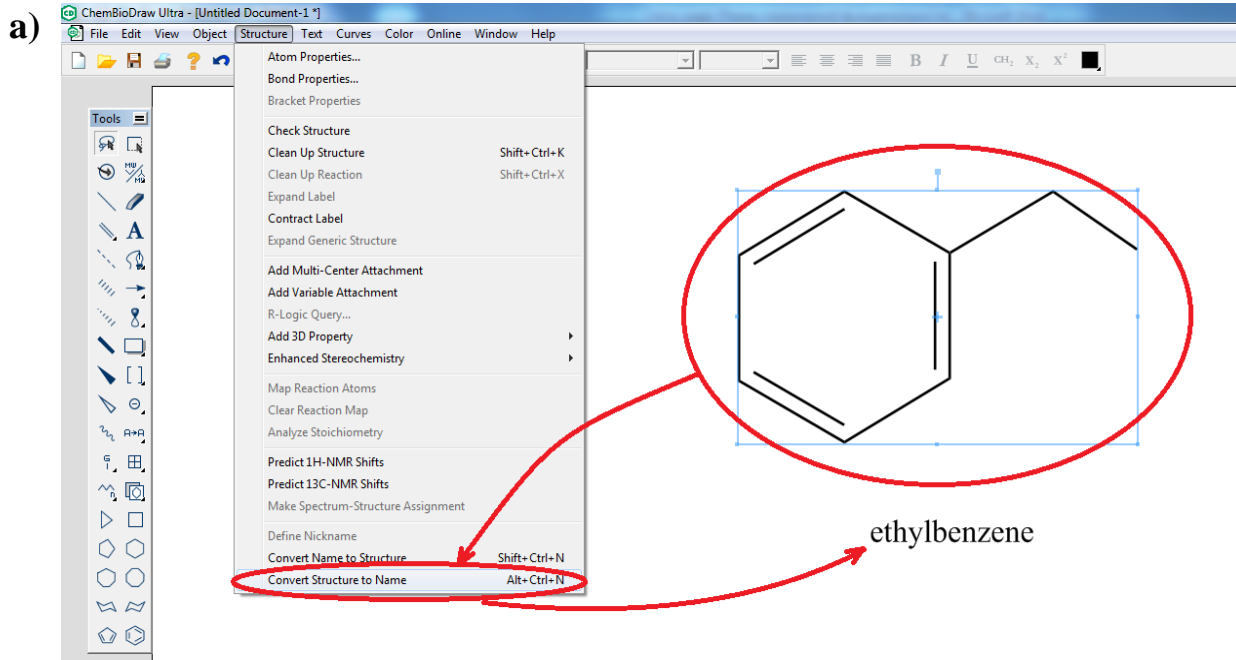 a)
ChemBioDraw Ultra - [Untitled Document-1 *]
File Edit View Object Structure Text Curves Color Online Window Help
B I U CH₂ X₂ X²
Tools
Atom Properties...
Bond Properties...
Bracket Properties
Check Structure
Clean Up Structure Shift+Ctrl+K
Clean Up Reaction Shift+Ctrl+X
Expand Label
Contract Label
Expand Generic Structure
Add Multi-Center Attachment
Add Variable Attachment
R-Logic Query...
Add 3D Property
Enhanced Stereochemistry
Map Reaction Atoms
Clear Reaction Map
Analyze Stoichiometry
Predict 1H-NMR Shifts
Predict 13C-NMR Shifts
Make Spectrum-Structure Assignment
Define Nickname
Convert Name to Structure Shift+Ctrl+N
Convert Structure to Name Alt+Ctrl+N
ethylbenzene